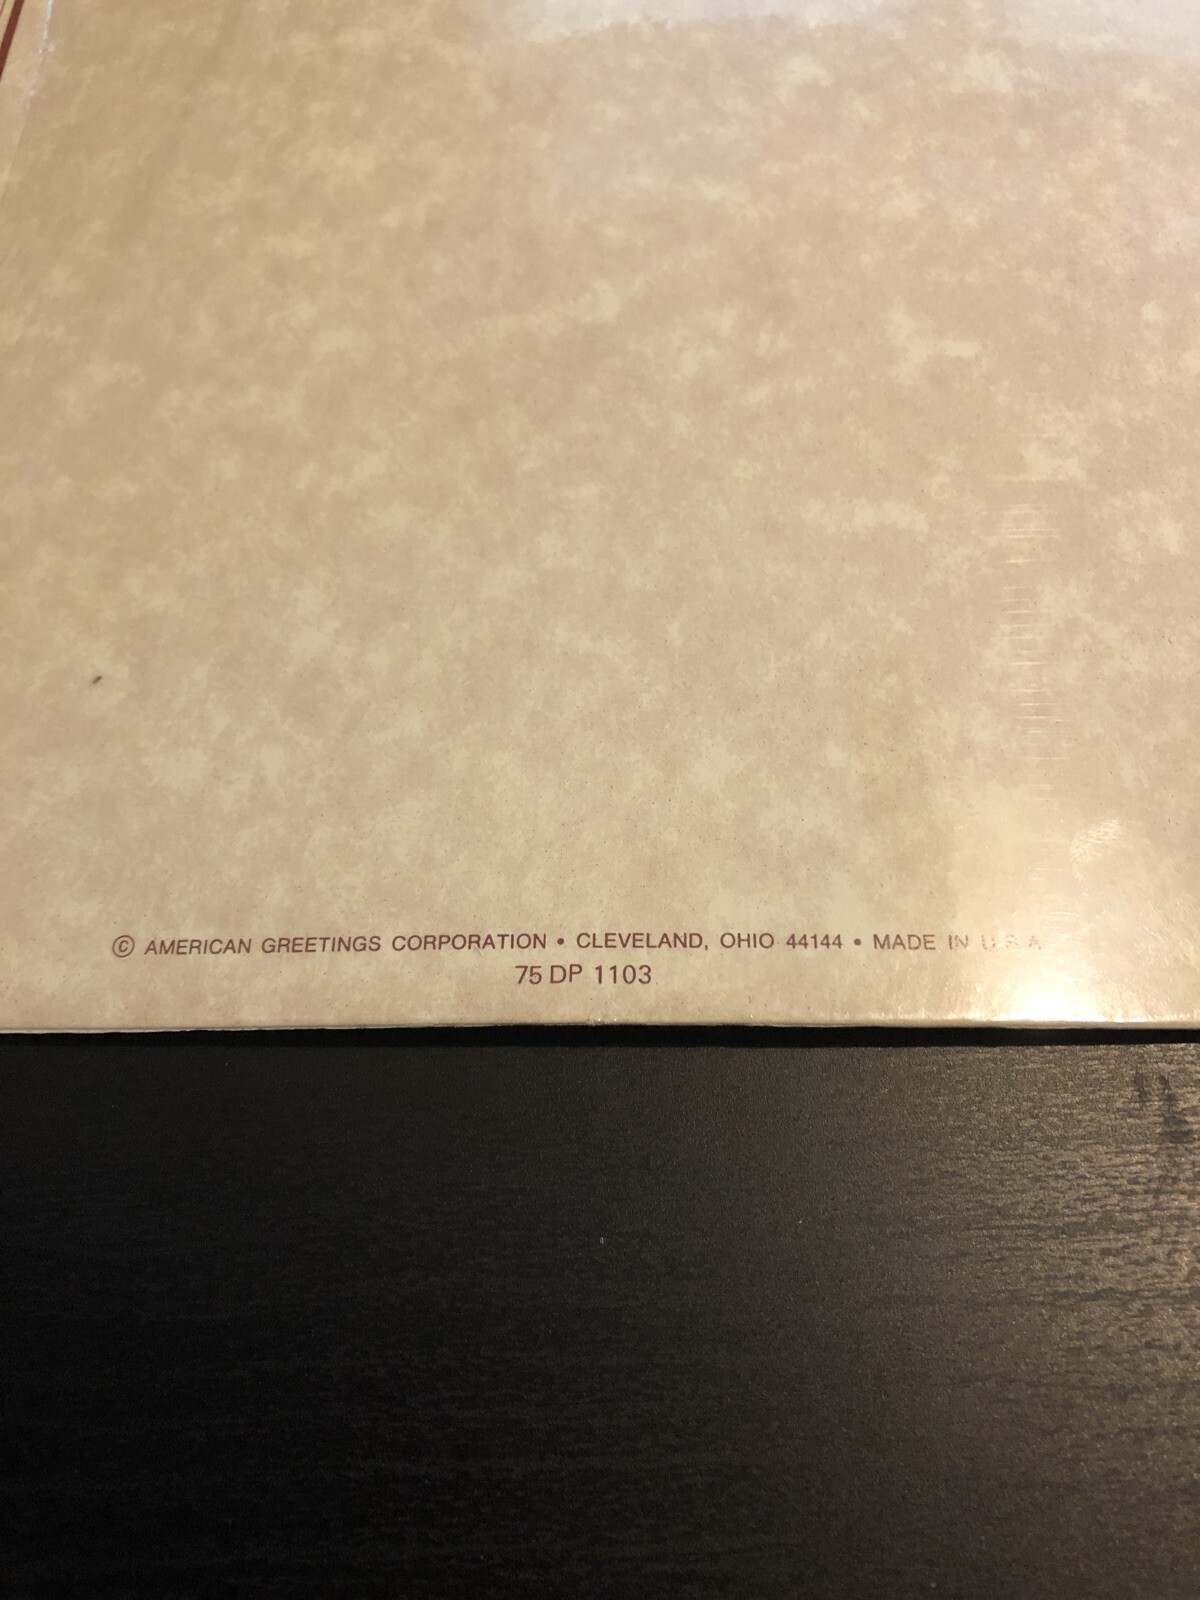 © AMERICAN GREETINGS CORPORATION • CLEVELAND, OHIO 44144 • MADE IN U.S.A
75 DP 1103